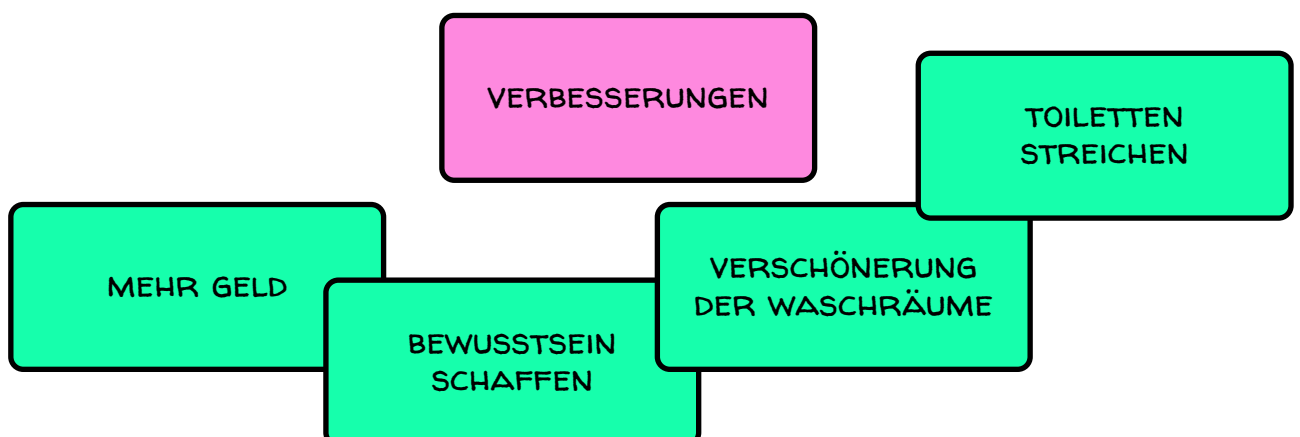 VERBESSERUNGEN
TOILETTEN
STREICHEN
MEHR GELD
BEWUSSTSEIN
SCHAFFEN
VERSCHÖNERUNG
DER WASCHRÄUME